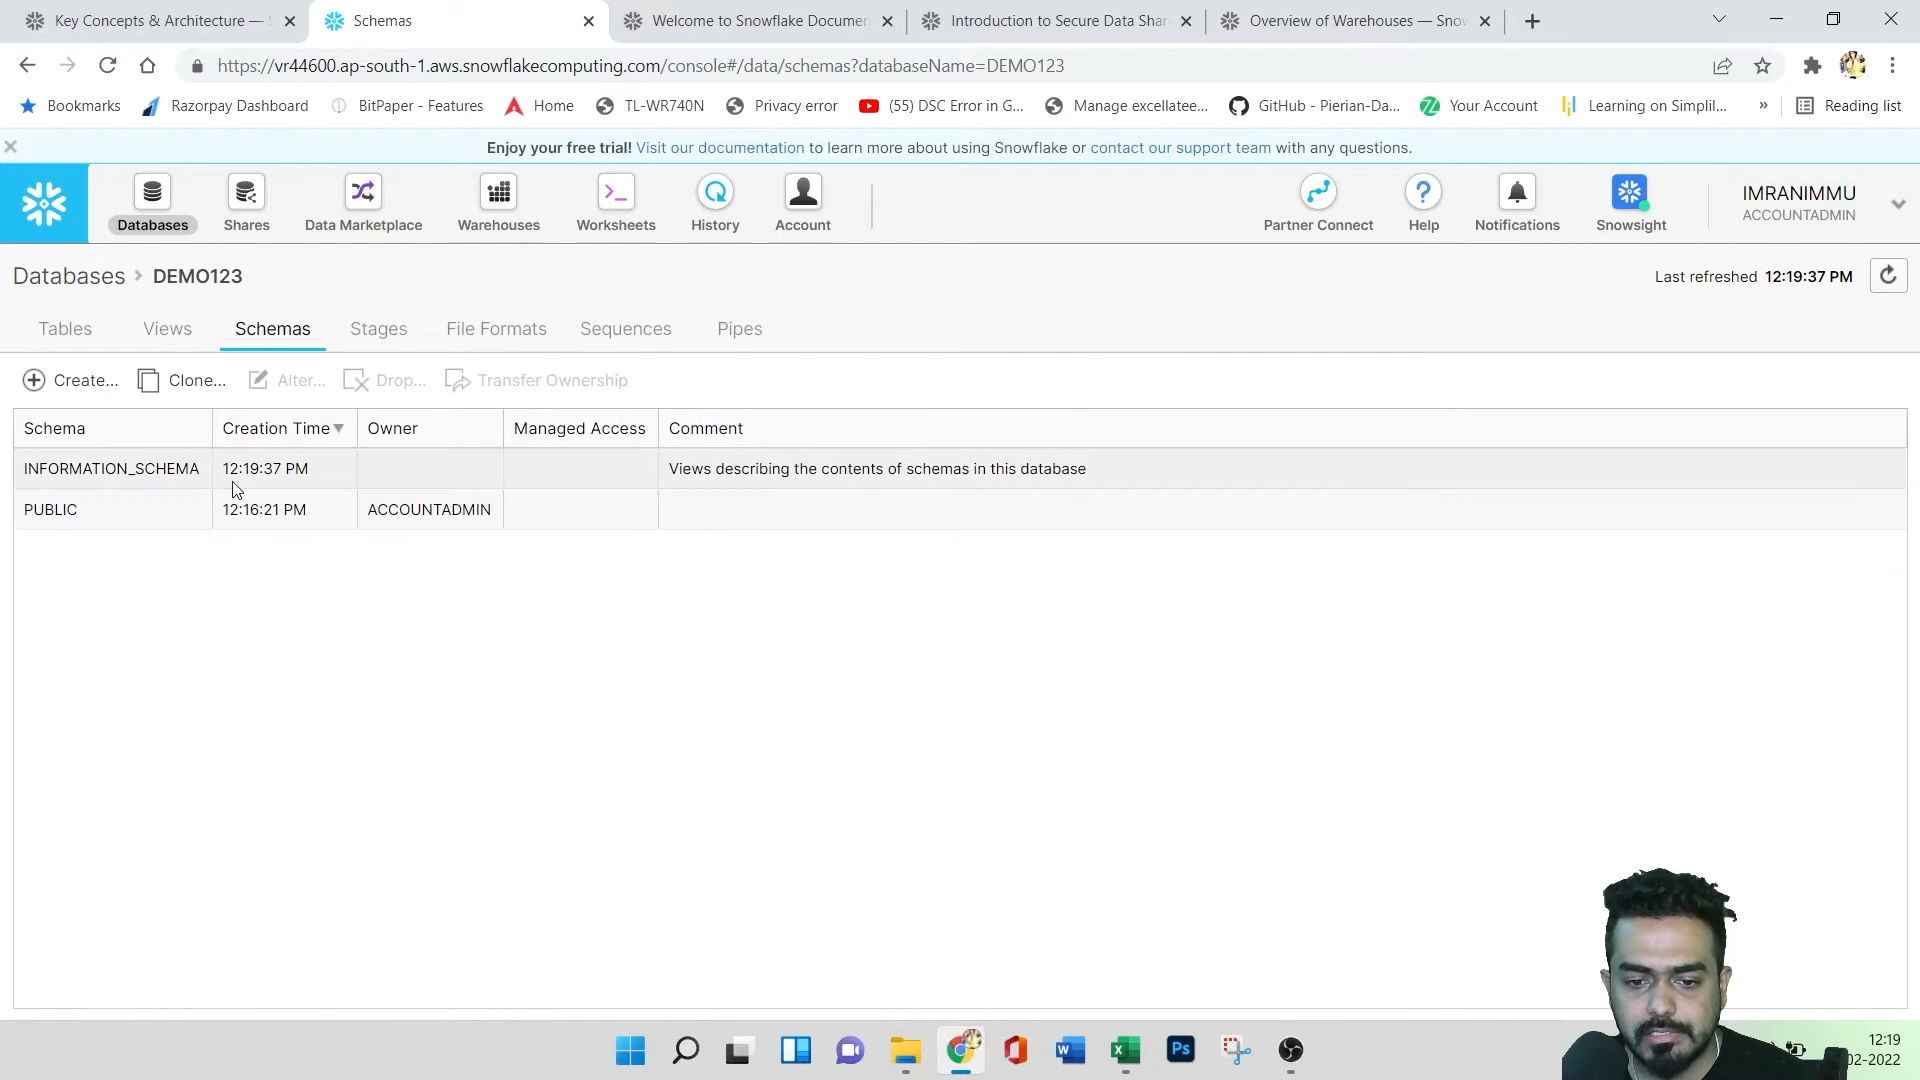 Key Concepts & Architecture —
Schemas
Welcome to Snowflake Documen
Introduction to Secure Data Shar
Overview of Warehouses — Snow
https://vr44600.ap-south-1.aws.snowflakecomputing.com/console#/data/schemas?databaseName=DEMO123
Bookmarks
Razorpay Dashboard
BitPaper - Features
Home
TL-WR740N
Privacy error
(55) DSC Error in G...
Manage excellatee...
GitHub - Pierian-Da...
Your Account
Learning on Simplil...
»
Reading list
Enjoy your free trial! Visit our documentation to learn more about using Snowflake or contact our support team with any questions.
Databases
Shares
Data Marketplace
Warehouses
Worksheets
History
Account
Partner Connect
Help
Notifications
Snowsight
IMRANIMMU
ACCOUNTADMIN
Databases > DEMO123
Last refreshed 12:19:37 PM
Tables
Views
Schemas
Stages
File Formats
Sequences
Pipes
Create...
Clone...
Alter...
Drop...
Transfer Ownership
Schema
Creation Time
Owner
Managed Access
Comment
INFORMATION_SCHEMA
12:19:37 PM
Views describing the contents of schemas in this database
PUBLIC
12:16:21 PM
ACCOUNTADMIN
Ps
12:19
02-2022